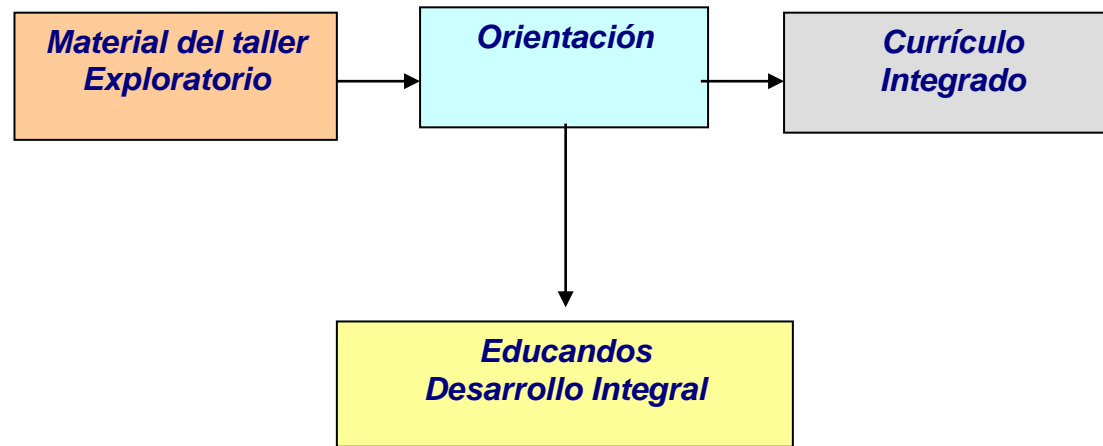 Material del taller
Exploratorio
Orientación
Currículo
Integrado
Educandos
Desarrollo Integral